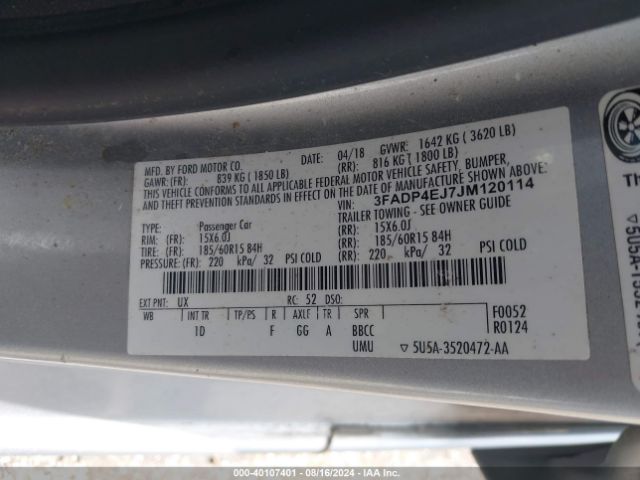 MFD. BY FORD MOTOR CO.
DATE: 04/18 GVWR: 1642 KG ( 3620 LB)
GAWR: (FR): 839 KG ( 1850 LB) (RR): 816 KG ( 1800 LB)
THIS VEHICLE CONFORMS TO ALL APPLICABLE FEDERAL MOTOR VEHICLE SAFETY, BUMPER,
AND THEFT PREVENTION STANDARDS IN EFFECT ON THE DATE OF MANUFACTURE SHOWN ABOVE.
VIN: 3FADP4EJ7JM120114
TYPE: Passenger Car TRAILER TOWING - SEE OWNER GUIDE
RIM: (FR): 15X6.0J (RR): 15X6.0J
TIRE: (FR): 185/60R15 84H (RR): 185/60R15 84H
PRESSURE: (FR): 220 kPa/ 32 PSI COLD (RR): 220 kPa/ 32 PSI COLD
EXT PNT: UX RC: 52 DSO:
WB INT TR TP/PS R AXLE TR SPR F0052
1D F GG A BBCC R0124
UMU ▽5U5A-3520472-AA
Th
000-40107401 - 08/16/2024 - IAA Inc.